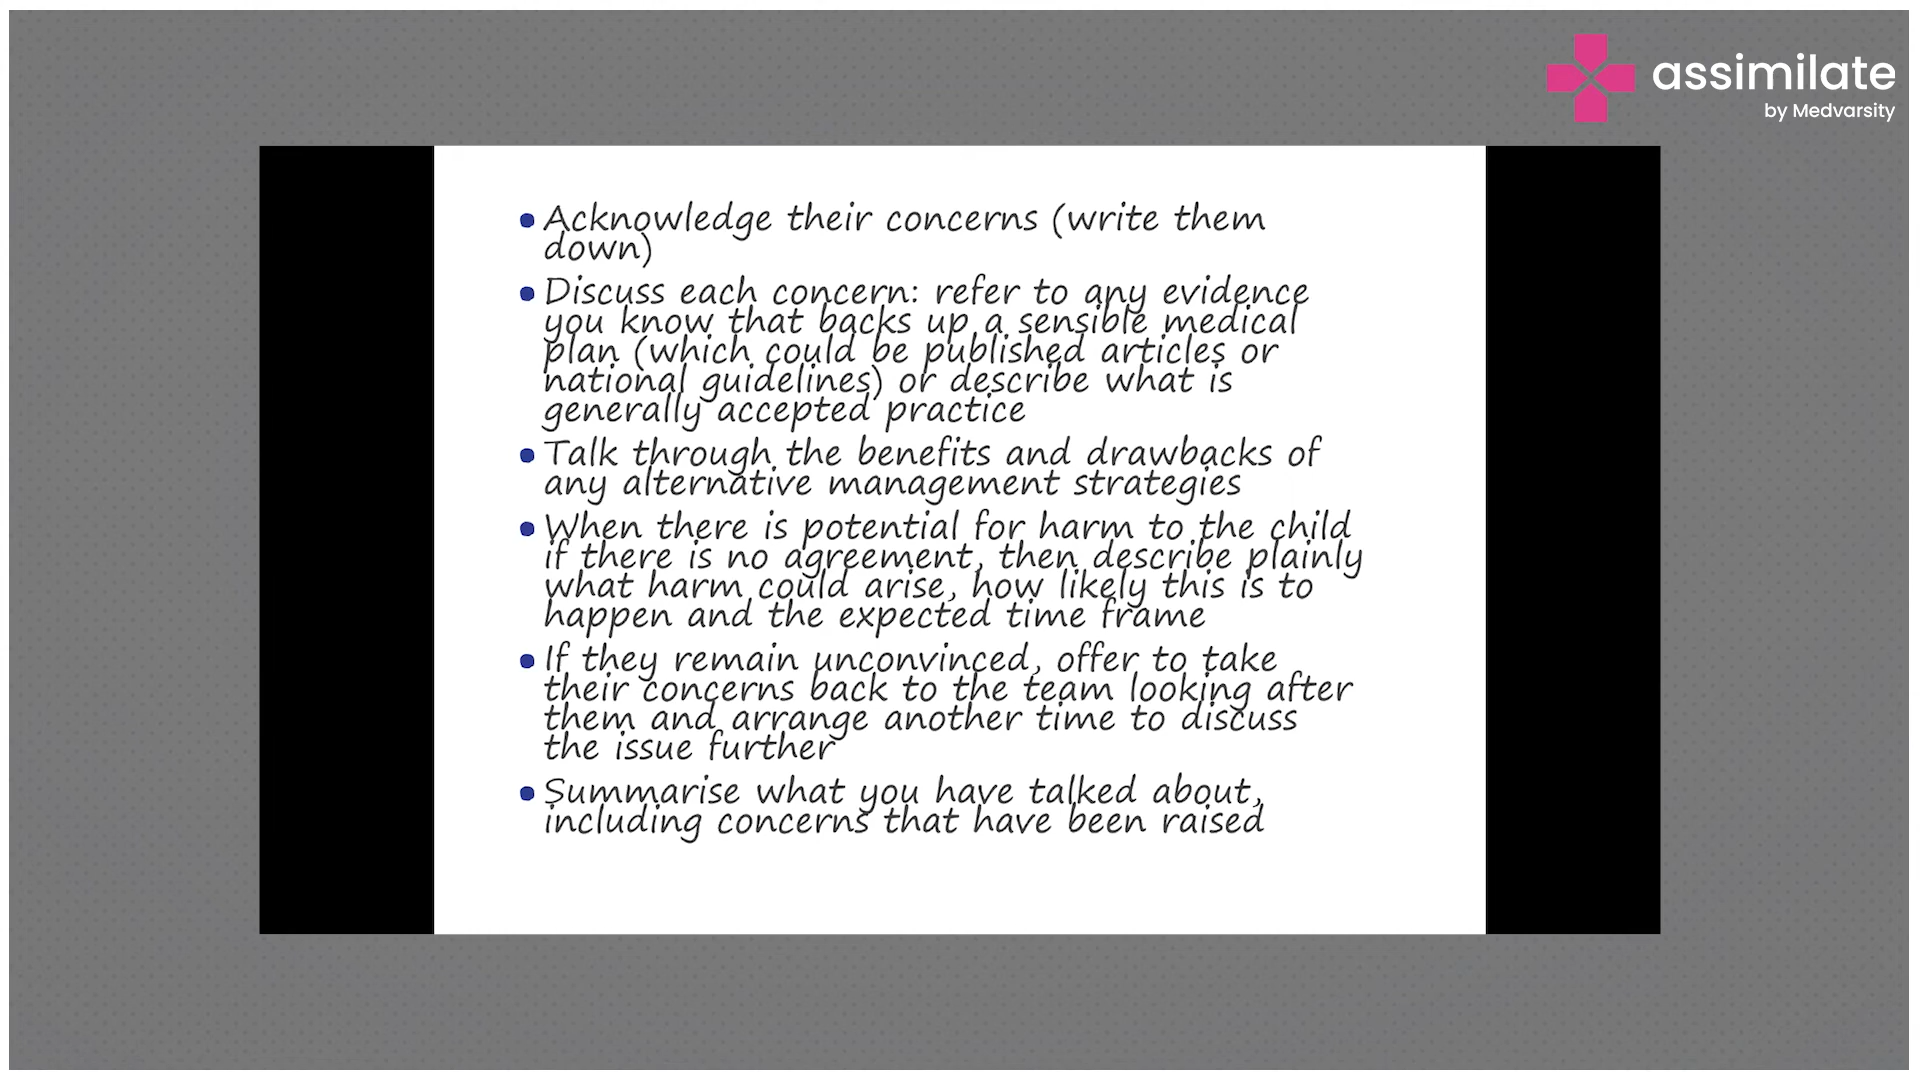 assimilate
by Medvarsity
• Acknowledge their concerns (write them
down)
• Discuss each concern: refer to any evidence
you know that backs up a sensible medical
plan (which could be published articles or
national guidelines) or describe what is
generally accepted practice
• Talk through the benefits and drawbacks of
any alternative management strategies
• When there is potential for harm to the child
if there is no agreement, then describe plainly
what harm could arise, how likely this is to
happen and the expected time frame
• If they remain unconvinced, offer to take
their concerns back to the team looking after
them and arrange another time to discuss
the issue further
• Summarise what you have talked about,
including concerns that have been raised